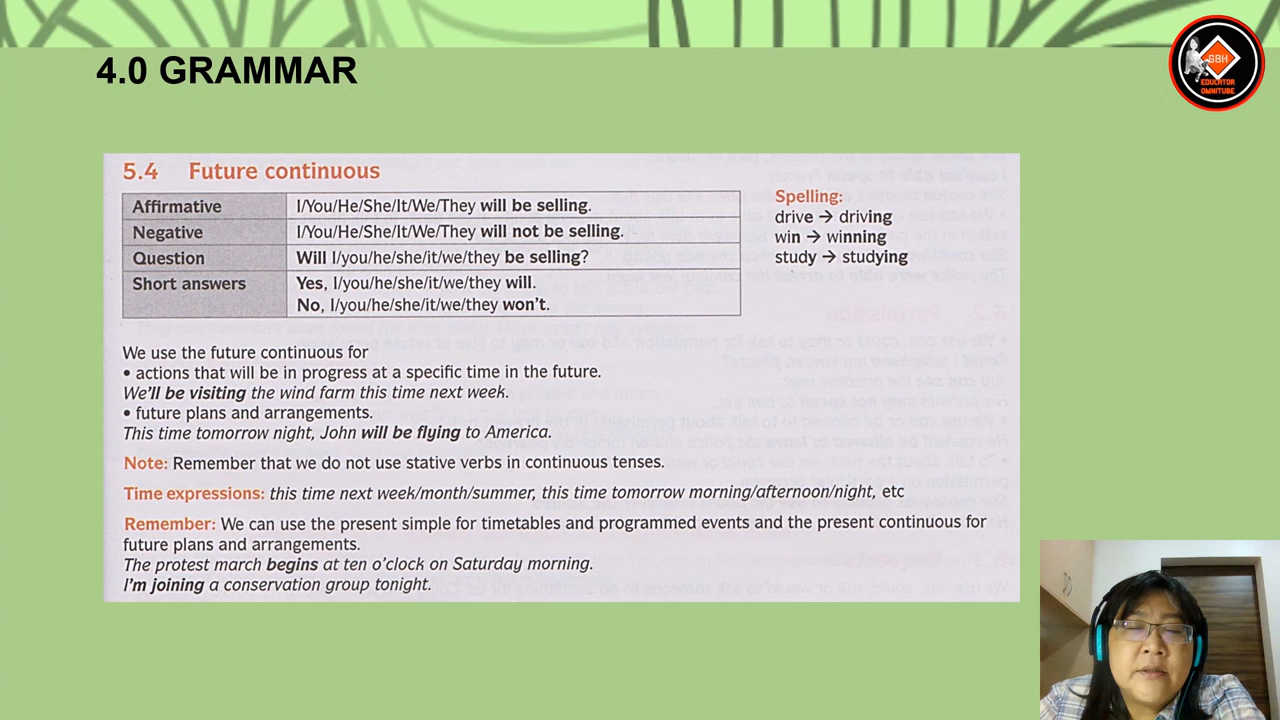 4.0 GRAMMAR
GBH
EDUCATOR
OMNITUBE
5.4 Future continuous
Affirmative I/You/He/She/It/We/They will be selling.
Negative I/You/He/She/It/We/They will not be selling.
Question Will I/you/he/she/it/we/they be selling?
Short answers Yes, I/you/he/she/it/we/they will.
No, I/you/he/she/it/we/they won't.
Spelling:
drive → driving
win → winning
study → studying
We use the future continuous for
• actions that will be in progress at a specific time in the future.
We'll be visiting the wind farm this time next week.
• future plans and arrangements.
This time tomorrow night, John will be flying to America.
Note: Remember that we do not use stative verbs in continuous tenses.
Time expressions: this time next week/month/summer, this time tomorrow morning/afternoon/night, etc
Remember: We can use the present simple for timetables and programmed events and the present continuous for
future plans and arrangements.
The protest march begins at ten o'clock on Saturday morning.
I'm joining a conservation group tonight.